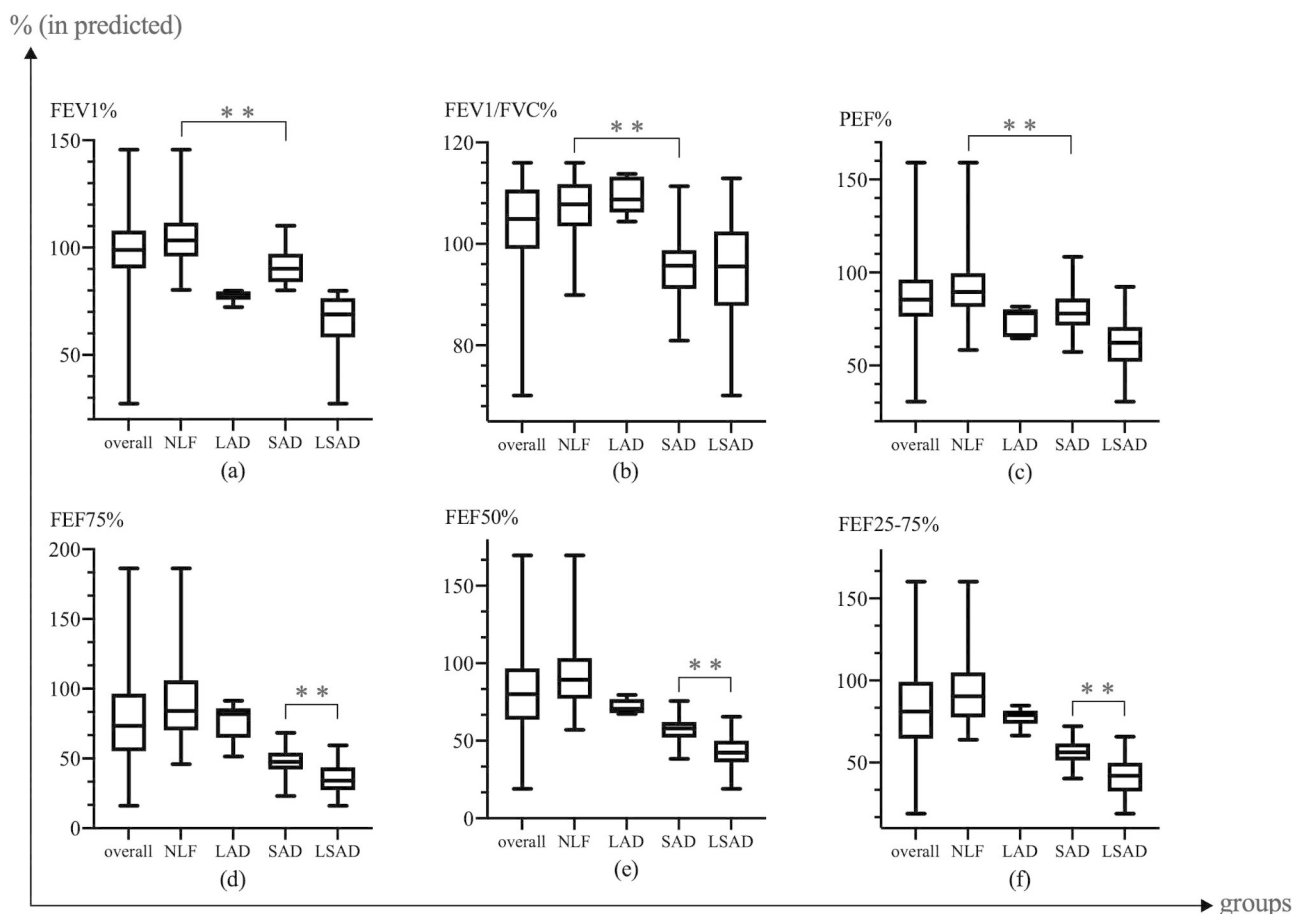 % (in predicted)
FEV1%
* *
150
100
50
overall NLF LAD SAD LSAD
(a)
FEV1/FVC%
* *
120
100
80
overall NLF LAD SAD LSAD
(b)
PEF%
* *
150
100
50
overall NLF LAD SAD LSAD
(c)
FEF75%
200
150
100
* *
50
0
overall NLF LAD SAD LSAD
(d)
FEF50%
150
100
* *
50
0
overall NLF LAD SAD LSAD
(e)
FEF25-75%
150
100
* *
50
overall NLF LAD SAD LSAD
(f)
groups